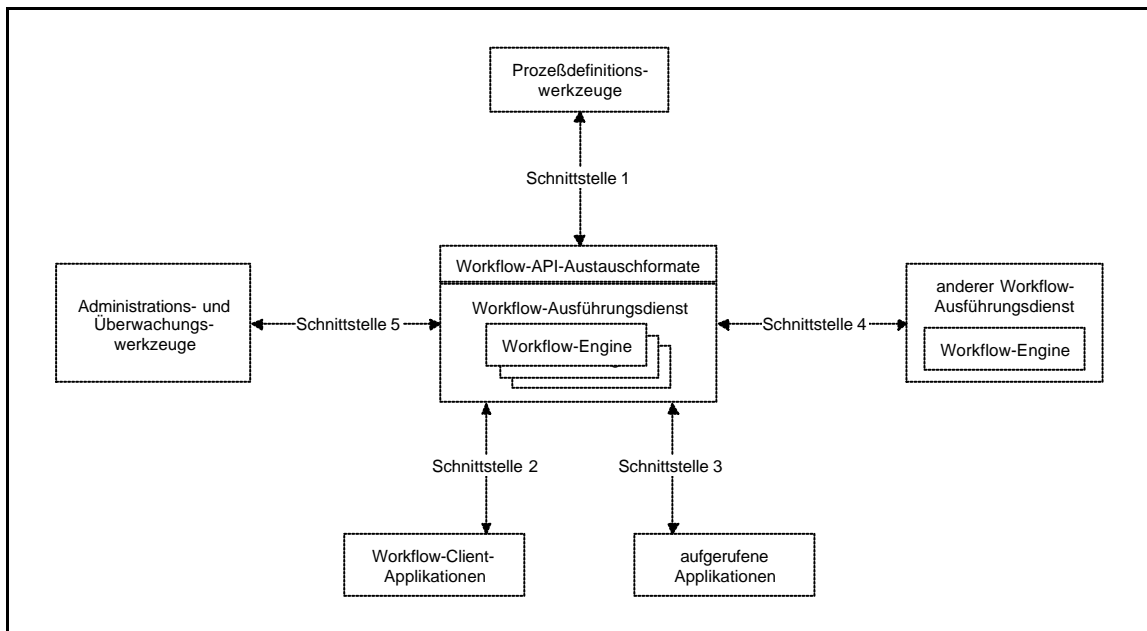 Prozeßdefinitions-
werkzeuge
Schnittstelle 1
Workflow-API-Austauschformate
Administrations- und
Überwachungs-
werkzeuge
Schnittstelle 5
Workflow-Ausführungsdienst
Workflow-Engine
Schnittstelle 4
anderer Workflow-
Ausführungsdienst
Workflow-Engine
Schnittstelle 2
Schnittstelle 3
Workflow-Client-
Applikationen
aufgerufene
Applikationen